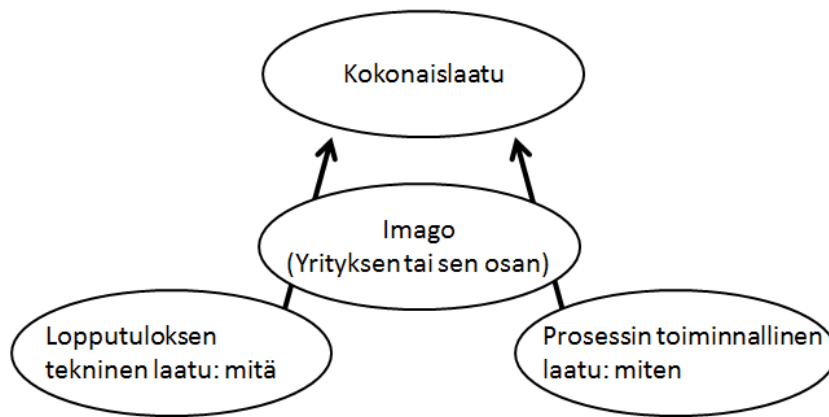 Kokonaislaatu
Imago
(Yrityksen tai sen osan)
Lopputuloksen
tekninen laatu: mitä
Prosessin toiminnallinen
laatu: miten